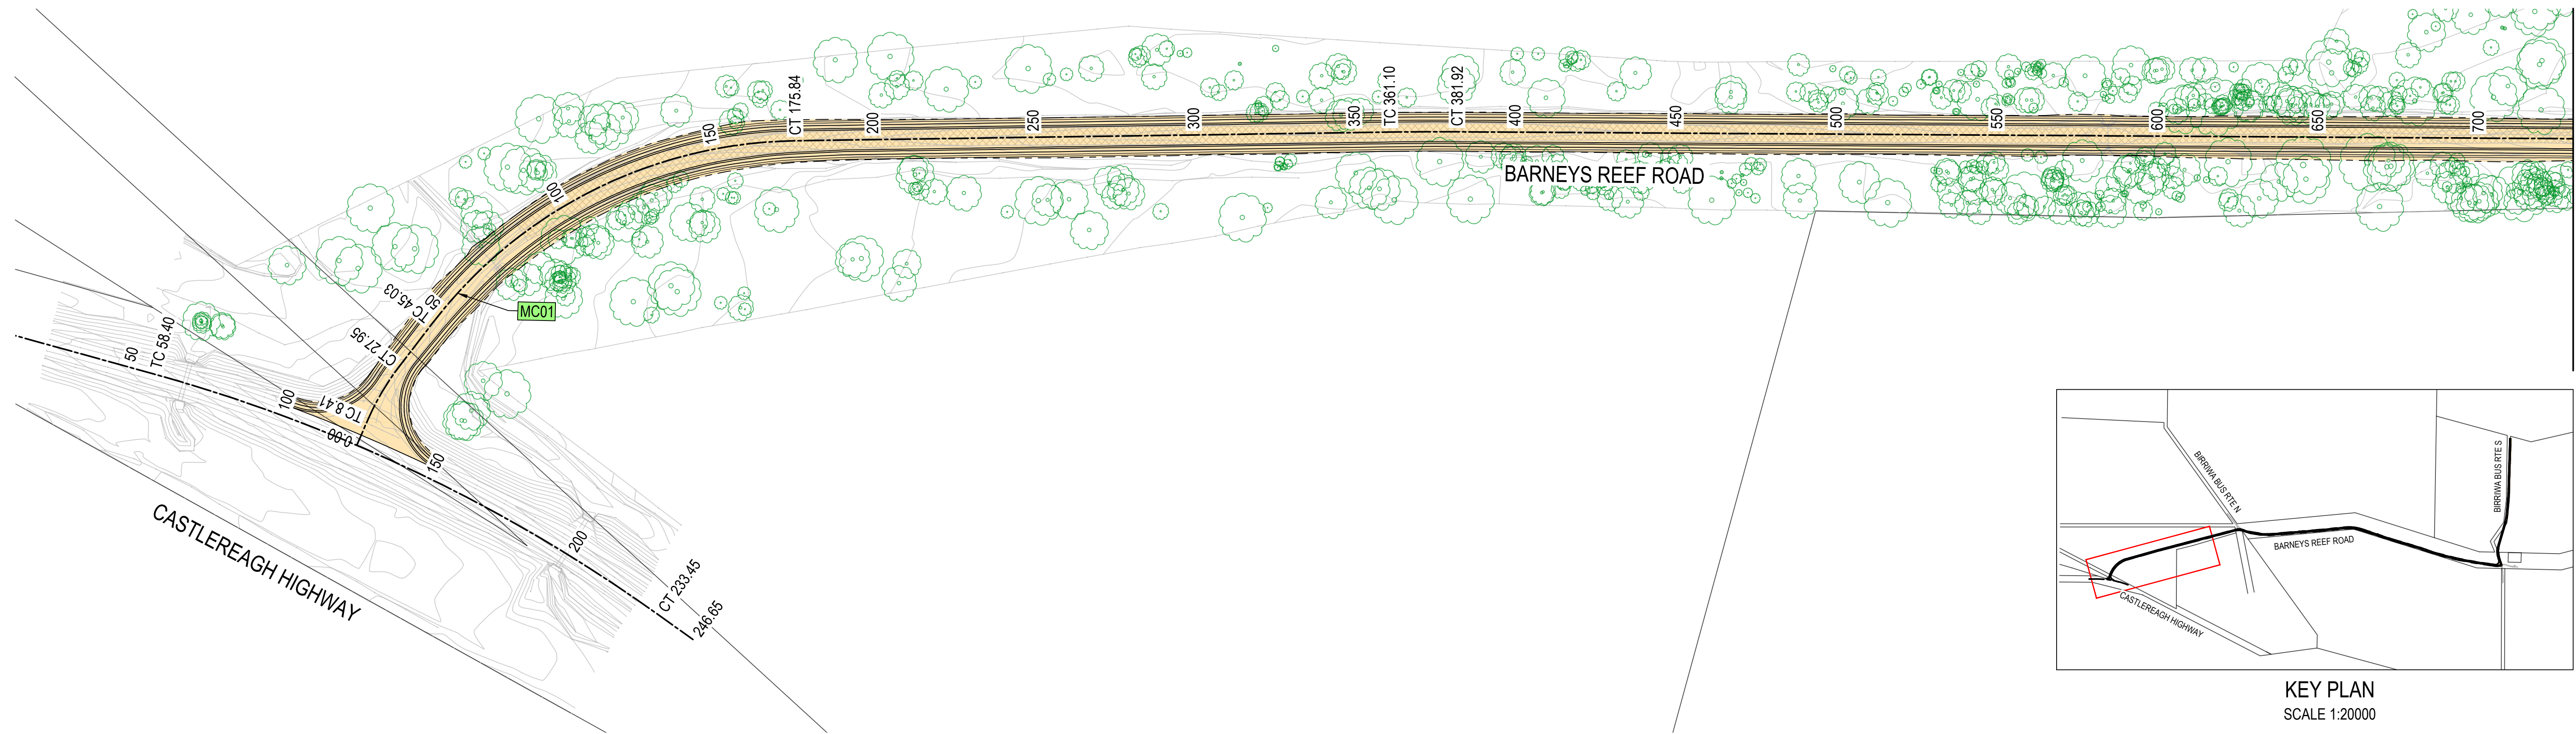 CT 175.84
TC 361.10
CT 381.92
150
200
250
300
350
400
450
500
550
600
650
700
BARNEYS REEF ROAD
100
50
TC 45.03
MC01
CT 27.95
TC 8.41
0.00
50
TC 58.40
100
150
200
CT 233.45
246.65
CASTLEREAGH HIGHWAY
BIRRIWA BUS RTE N
BIRRIWA BUS RTE S
BARNEYS REEF ROAD
CASTLEREAGH HIGHWAY
KEY PLAN
SCALE 1:20000